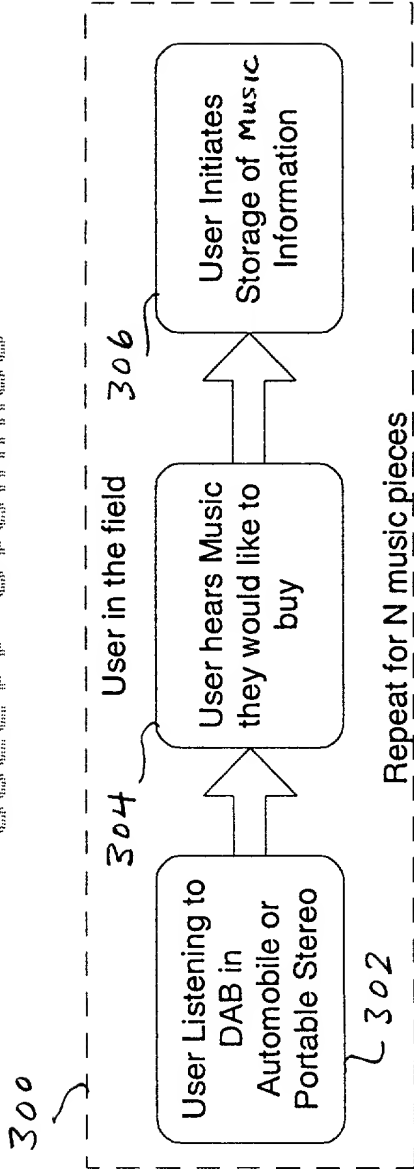 300
User in the field
302
User Listening to
DAB in
Automobile or
Portable Stereo
304
User hears Music
they would like to
buy
306
User Initiates
Storage of Music
Information
Repeat for N music pieces